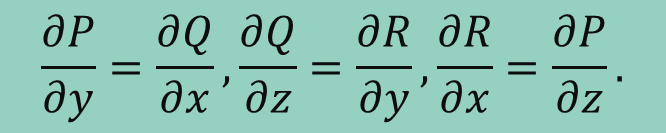 ∂P/∂y = ∂Q/∂x, ∂Q/∂z = ∂R/∂y, ∂R/∂x = ∂P/∂z.